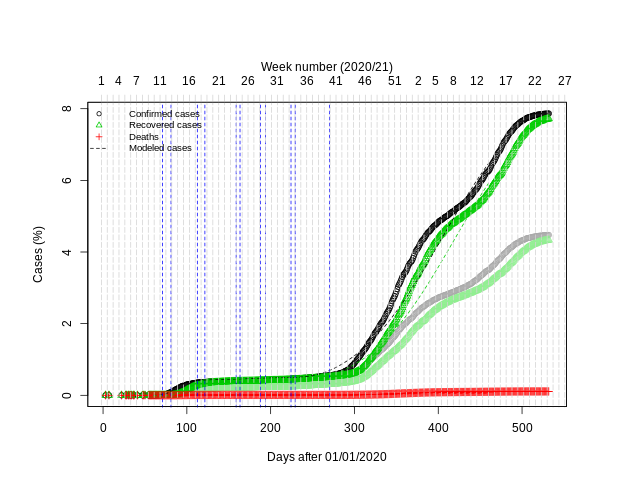 Week number (2020/21)
1 4 7 11 16 21 26 31 36 41 46 51 2 5 8 12 17 22 27
Confirmed cases
Recovered cases
Deaths
Modeled cases
Cases (%)
8
6
4
2
0
0 100 200 300 400 500
Days after 01/01/2020